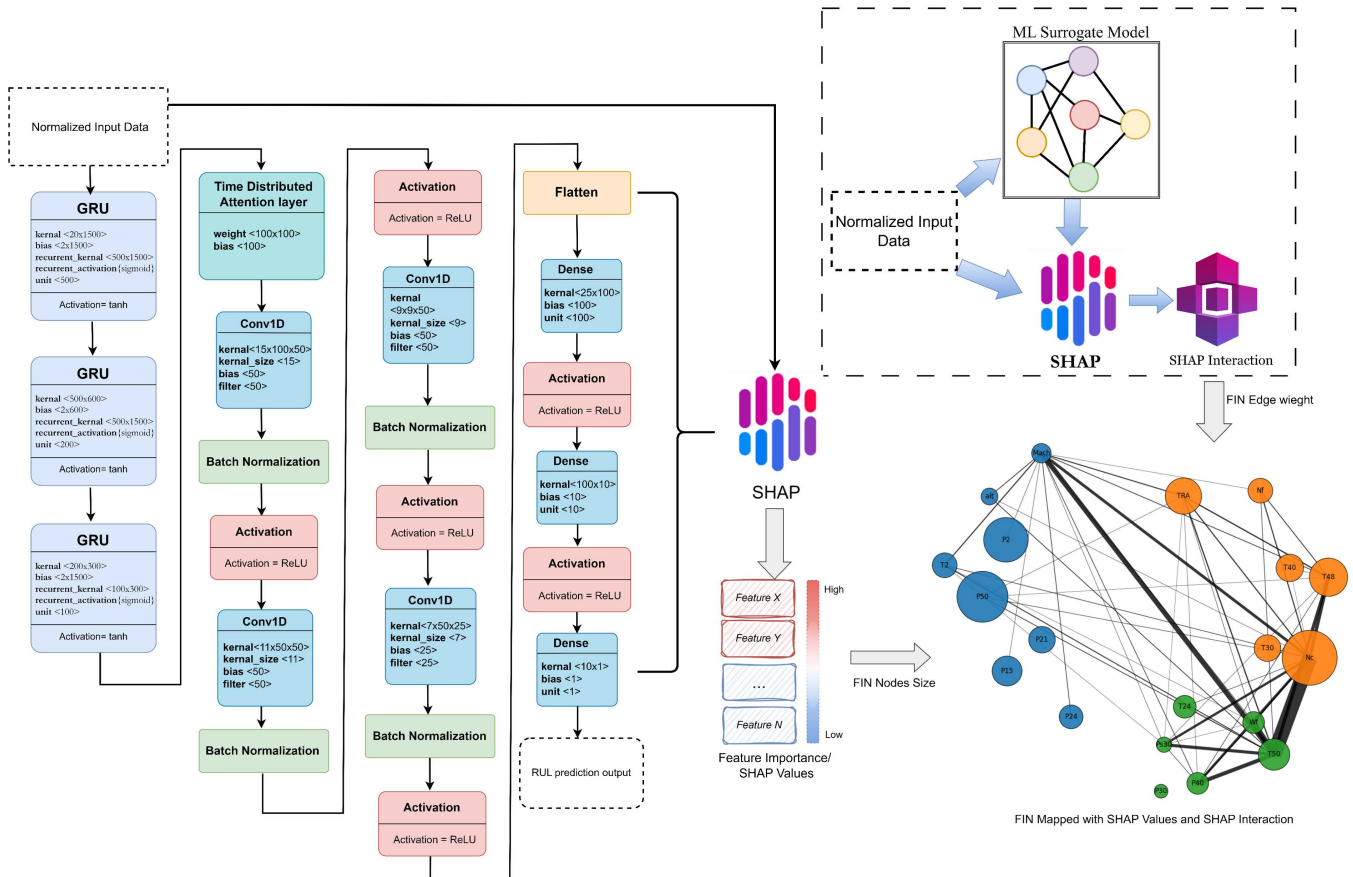 Normalized Input Data
GRU
kernal <20x1500>
bias <2x1500>
recurrent_kernal <500x1500>
recurrent_activation{sigmoid}
unit <500>
Activation= tanh
GRU
kernal <500x600>
bias <2x600>
recurrent_kernal <500x1500>
recurrent_activation{sigmoid}
unit <200>
Activation= tanh
GRU
kernal <200x300>
bias <2x1500>
recurrent_kernal <100x300>
recurrent_activation{sigmoid}
unit <100>
Activation= tanh
Time Distributed
Attention layer
weight <100x100>
bias <100>
Conv1D
kernal<15x100x50>
kernal_size <15>
bias <50>
filter <50>
Batch Normalization
Activation
Activation = ReLU
Conv1D
kernal<11x50x50>
kernal_size <11>
bias <50>
filter <50>
Batch Normalization
Activation
Activation = ReLU
Conv1D
kernal
<9x9x50>
kernal_size <9>
bias <50>
filter <50>
Batch Normalization
Activation
Activation = ReLU
Conv1D
kernal<7x50x25>
kernal_size <7>
bias <25>
filter <25>
Batch Normalization
Activation
Activation = ReLU
Flatten
Dense
kernal<25x100>
bias <100>
unit <100>
Activation
Activation = ReLU
Dense
kernal<100x10>
bias <10>
unit <10>
Activation
Activation = ReLU
Dense
kernal <10x1>
bias <1>
unit <1>
RUL prediction output
SHAP
Feature X
Feature Y
...
Feature N
High
Low
Feature Importance/
SHAP Values
FIN Nodes Size
ML Surrogate Model
Normalized Input
Data
SHAP
SHAP Interaction
FIN Edge wieght
Mach
alt
TRA
Nf
P2
T2
T40
T48
P50
P21
T30
Nc
P15
T24
P24
Wf
Ps30
T50
P40
P30
FIN Mapped with SHAP Values and SHAP Interaction